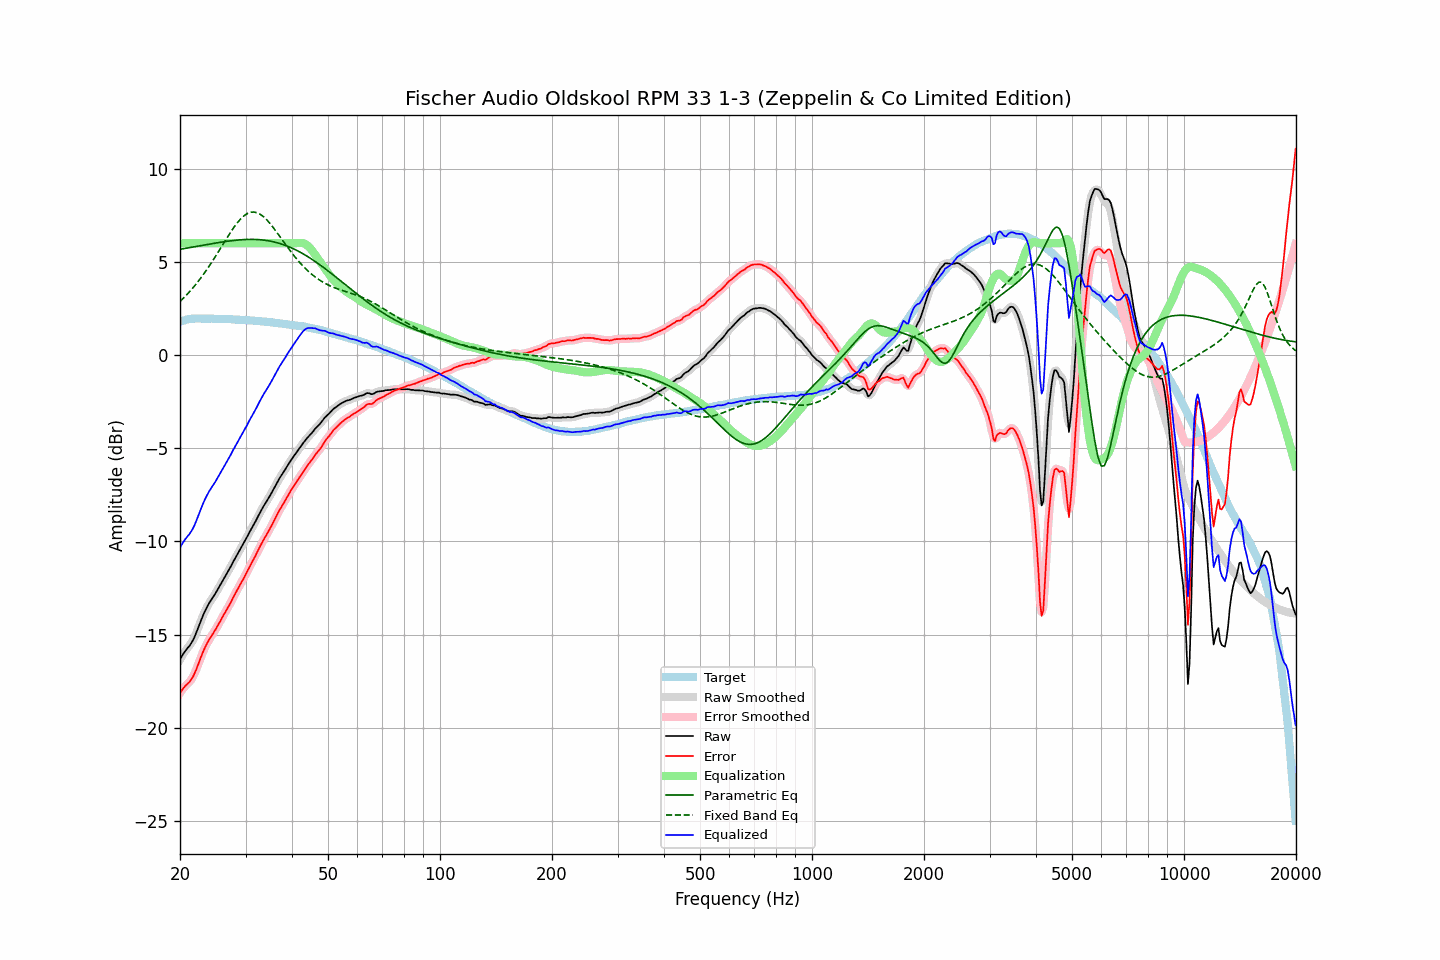 Fischer Audio Oldskool RPM 33 1-3 (Zeppelin & Co Limited Edition)
Amplitude (dBr)
10
5
0
−5
−10
−15
−20
−25
Target
Raw Smoothed
Error Smoothed
Raw
Error
Equalization
Parametric Eq
Fixed Band Eq
Equalized
20 50 100 200 500 1000 2000 5000 10000 20000
Frequency (Hz)